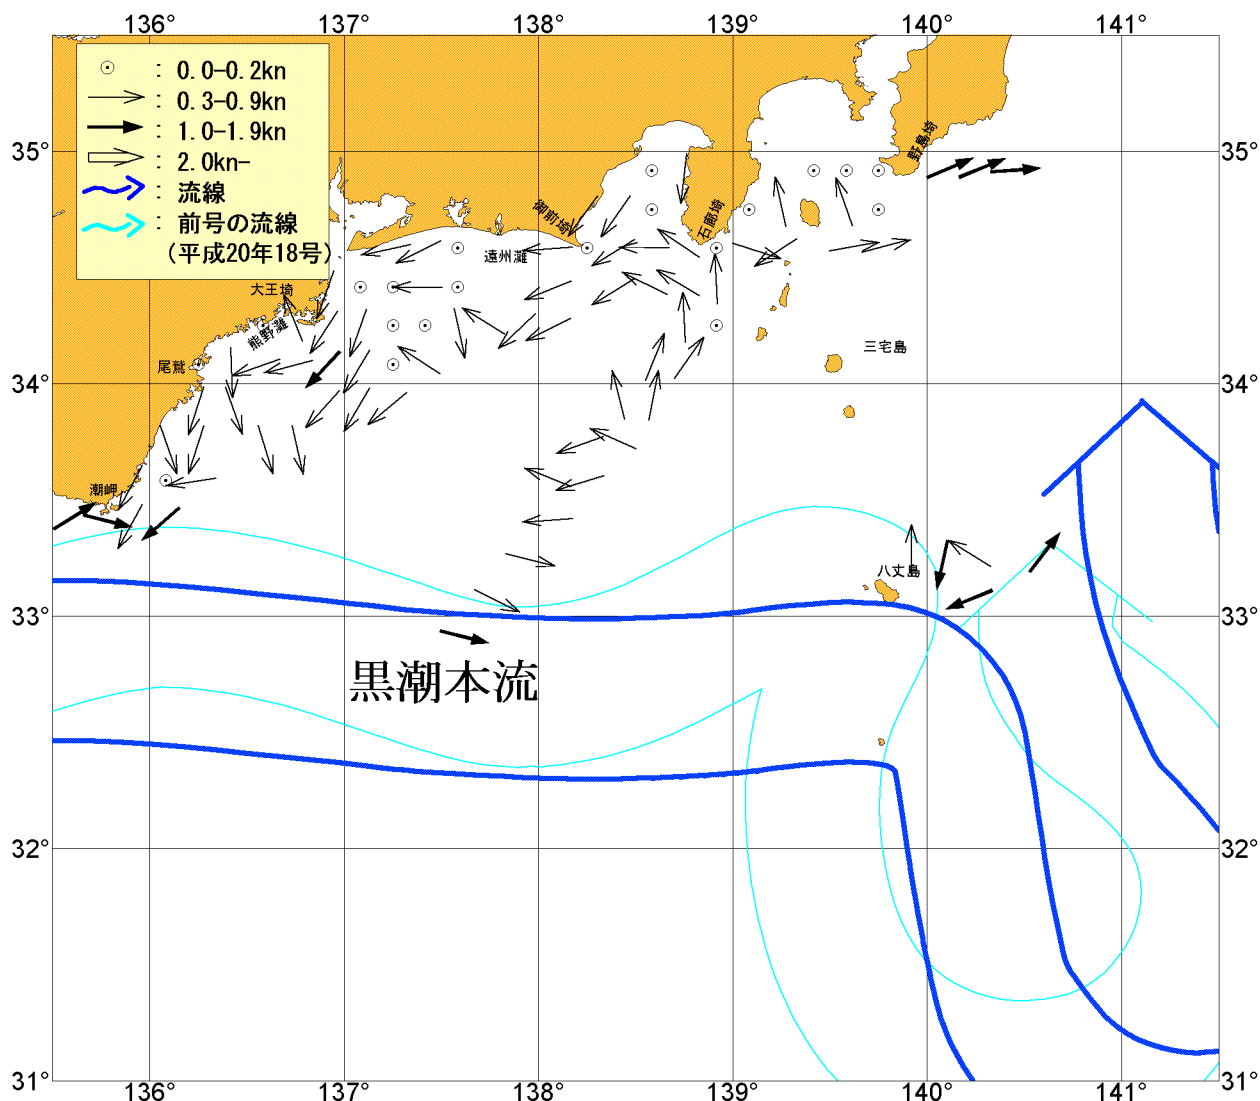 136° 137° 138° 139° 140° 141°
: 0.0-0.2kn
: 0.3-0.9kn
: 1.0-1.9kn
: 2.0kn-
: 流線
: 前号の流線
(平成20年18号)
35° 35°
野島埼
御前埼
石廊埼
遠州灘
大王埼
熊野灘
三宅島
尾鷲
34° 34°
潮岬
八丈島
33° 33°
黒潮本流
32° 32°
31° 31°
136° 137° 138° 139° 140° 141°